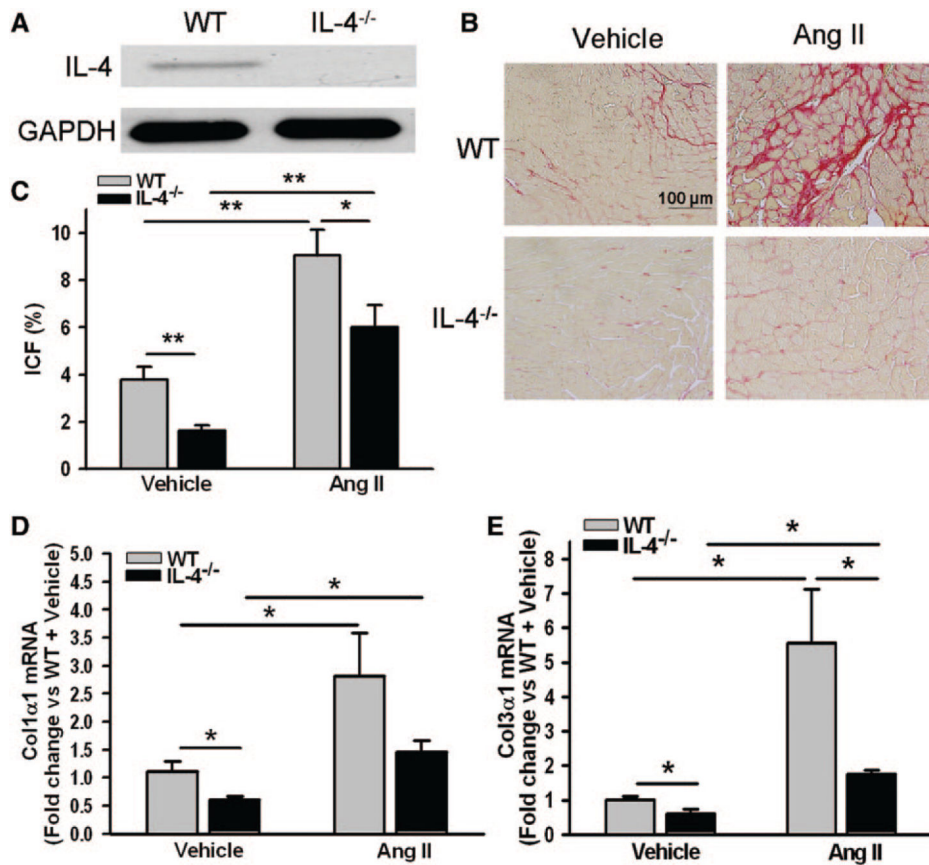 A
WT IL-4-/-
IL-4
GAPDH
B
Vehicle Ang II
WT
100 µm
IL-4-/-
C
WT
IL-4-/-
**
**
*
**
ICF (%)
10
8
6
4
2
0
Vehicle Ang II
D
WT
IL-4-/-
*
*
*
Col1α1 mRNA
(Fold change vs WT + Vehicle)
5.0
4.5
4.0
3.5
3.0
2.5
2.0
1.5
1.0
0.5
0.0
Vehicle Ang II
E
WT
IL-4-/-
*
*
*
*
Col3α1 mRNA
(Fold change vs WT + Vehicle)
8
7
6
5
4
3
2
1
0
Vehicle Ang II